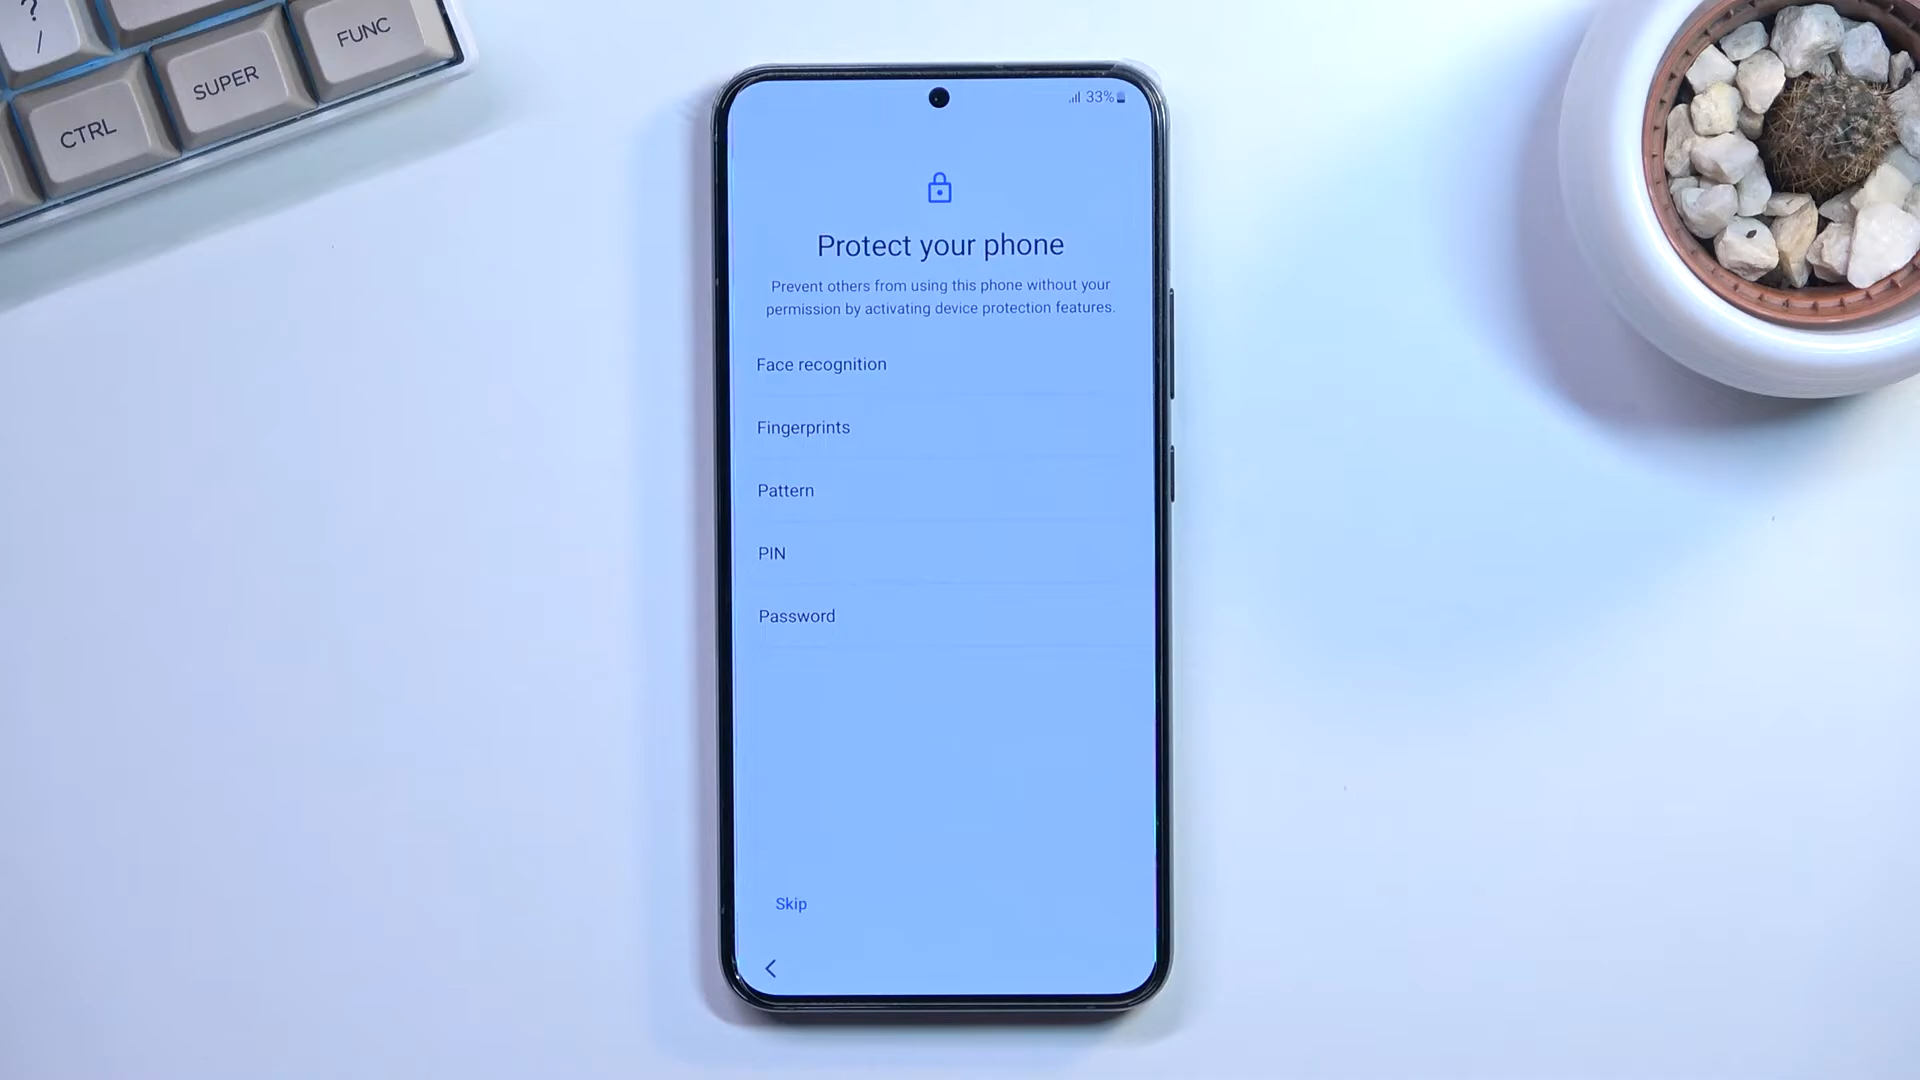 ?
/
FUNC
SUPER
CTRL
33%
Protect your phone
Prevent others from using this phone without your
permission by activating device protection features.
Face recognition
Fingerprints
Pattern
PIN
Password
Skip